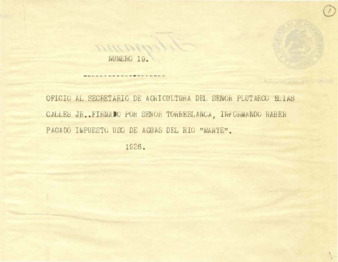 NUMERO 19.
OFICIO AL SECRETARIO DE AGRICULTURA DEL SEÑOR PLUTARCO ELIAS
CALLES JR..FIRMADO POR SEÑOR TORREBLANCA, INFORMANDO HABER
PAGADO IMPUESTO USO DE AGUAS DEL RIO "MANTE".
1926.